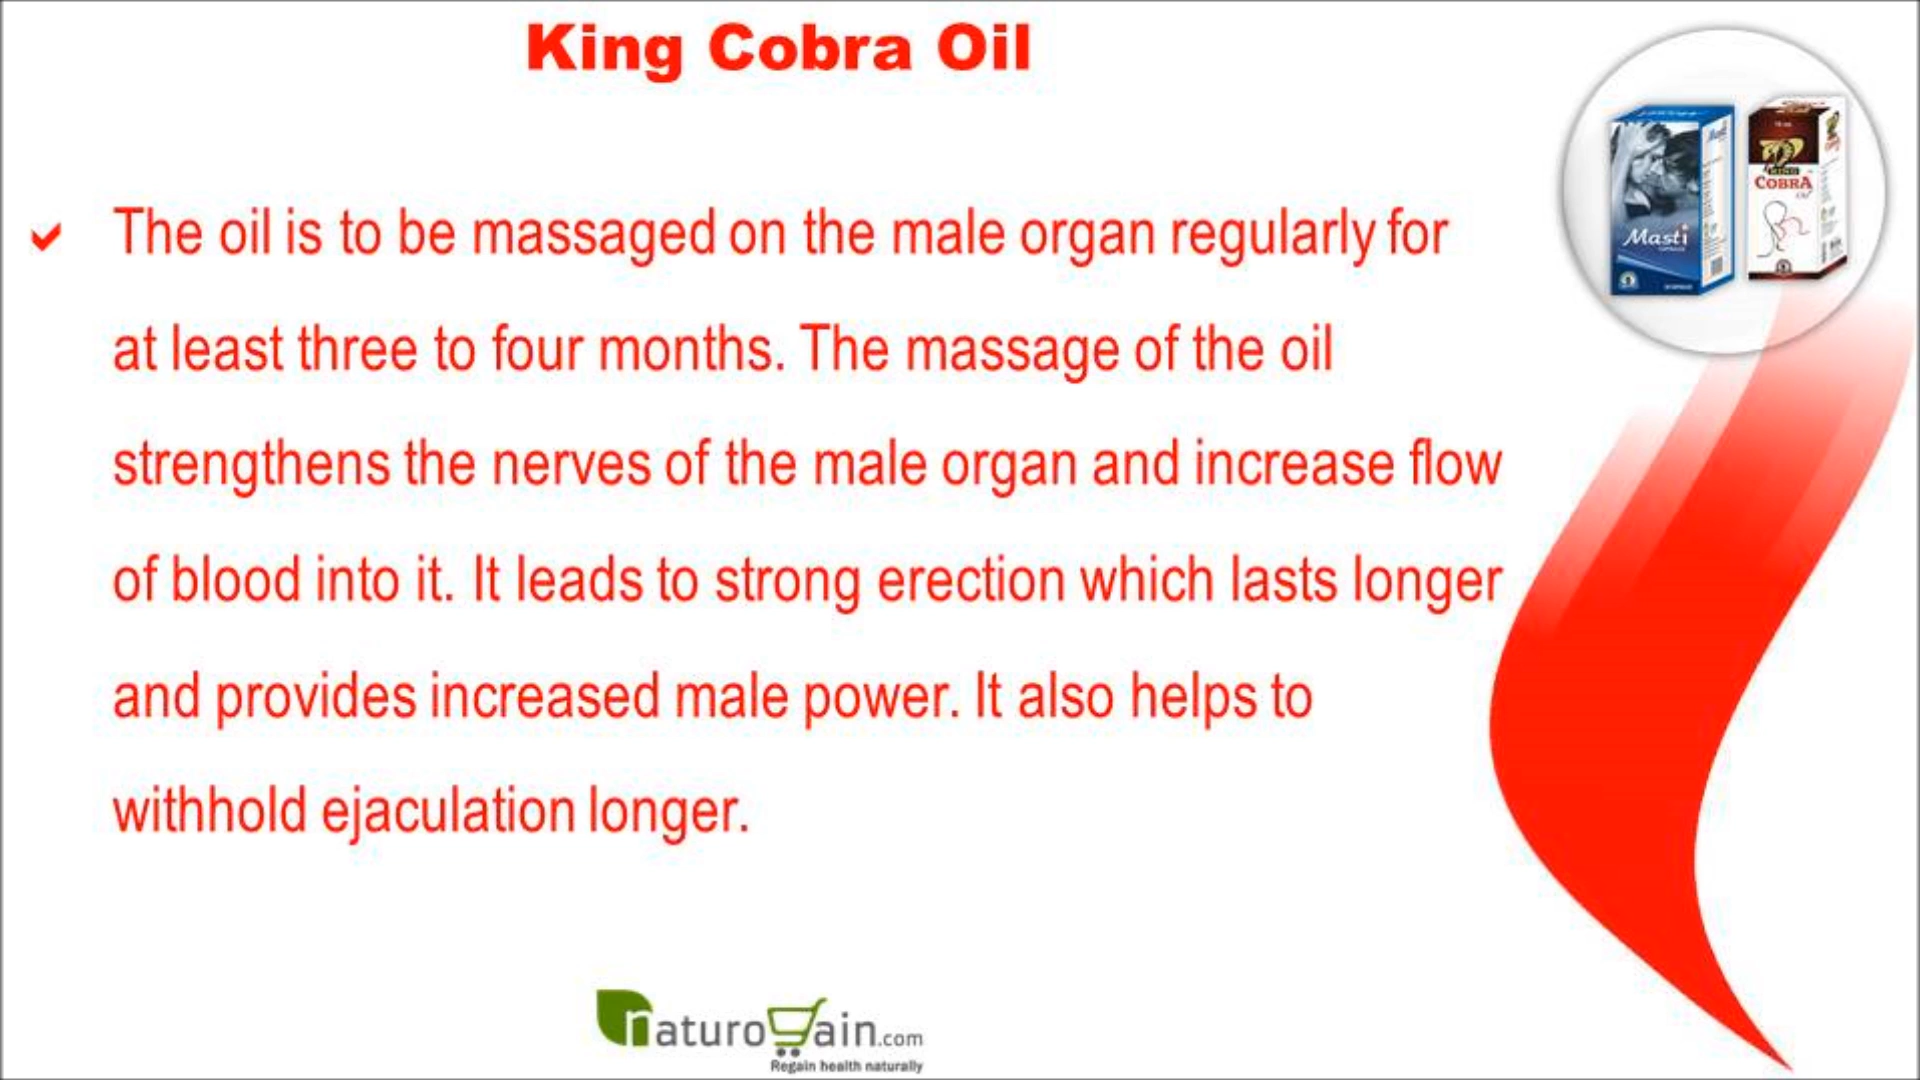 King Cobra Oil
The oil is to be massaged on the male organ regularly for
at least three to four months. The massage of the oil
strengthens the nerves of the male organ and increase flow
of blood into it. It leads to strong erection which lasts longer
and provides increased male power. It also helps to
withhold ejaculation longer.
Masti
KING
COBRA
Oil
naturogain.com
Regain health naturally